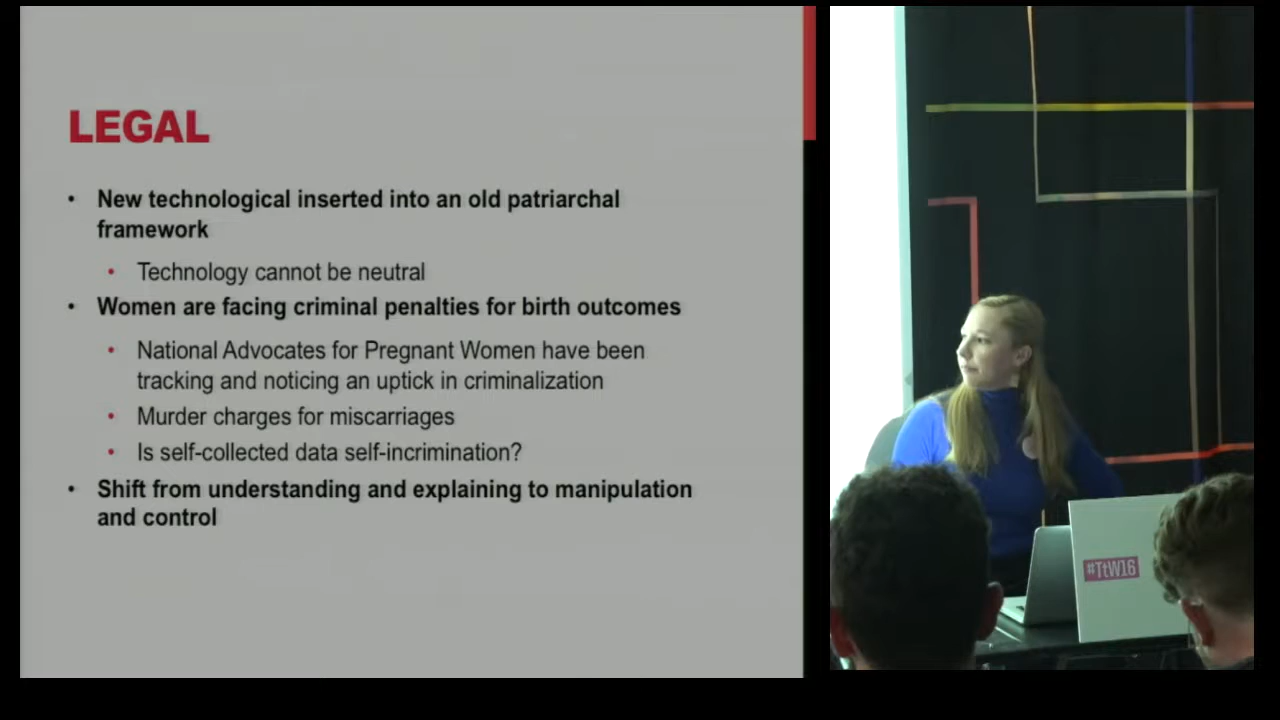 LEGAL
• New technological inserted into an old patriarchal
framework
• Technology cannot be neutral
• Women are facing criminal penalties for birth outcomes
• National Advocates for Pregnant Women have been
tracking and noticing an uptick in criminalization
• Murder charges for miscarriages
• Is self-collected data self-incrimination?
• Shift from understanding and explaining to manipulation
and control
#TtW16